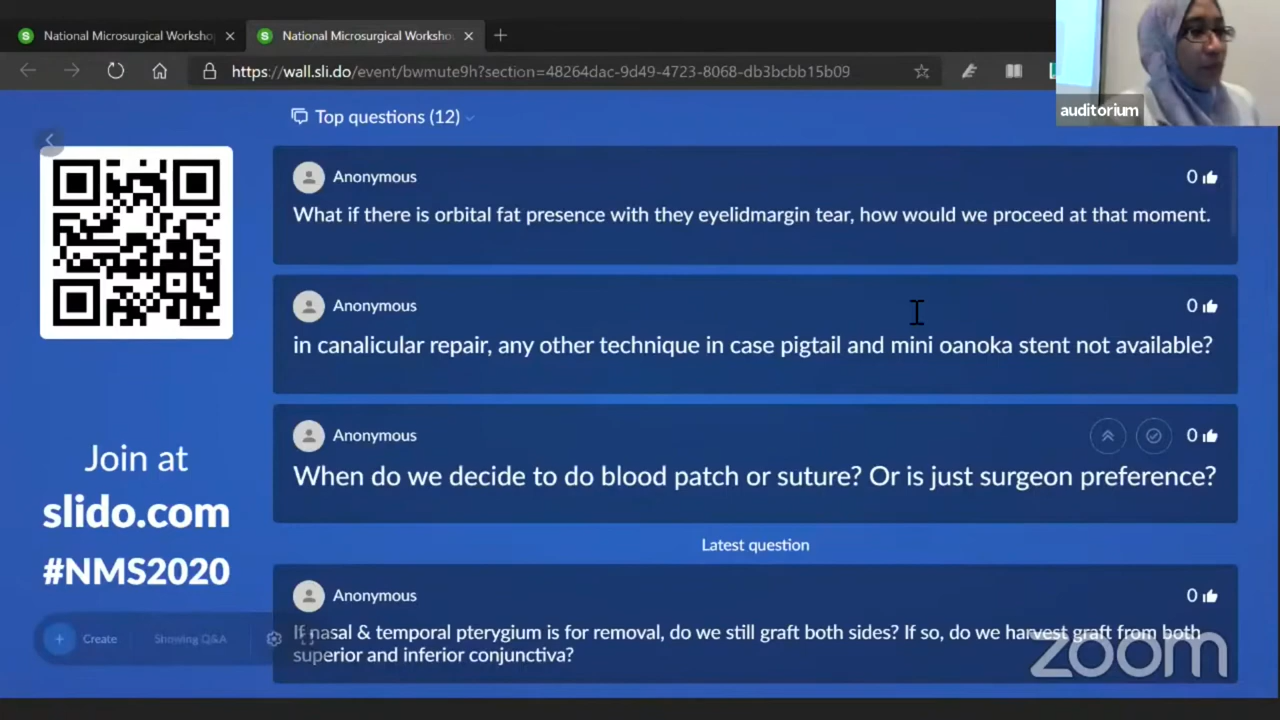 National Microsurgical Worksho
National Microsurgical Worksho
https://wall.sli.do/event/bwmute9h?section=48264dac-9d49-4723-8068-db3bcbb15b09
auditorium
Top questions (12)
Anonymous
0
What if there is orbital fat presence with they eyelidmargin tear, how would we proceed at that moment.
Anonymous
0
in canalicular repair, any other technique in case pigtail and mini oanoka stent not available?
Anonymous
0
When do we decide to do blood patch or suture? Or is just surgeon preference?
Join at
slido.com
#NMS2020
Latest question
Anonymous
0
If nasal & temporal pterygium is for removal, do we still graft both sides? If so, do we harvest graft from both
superior and inferior conjunctiva?
Create
Showing Q&A
zoom